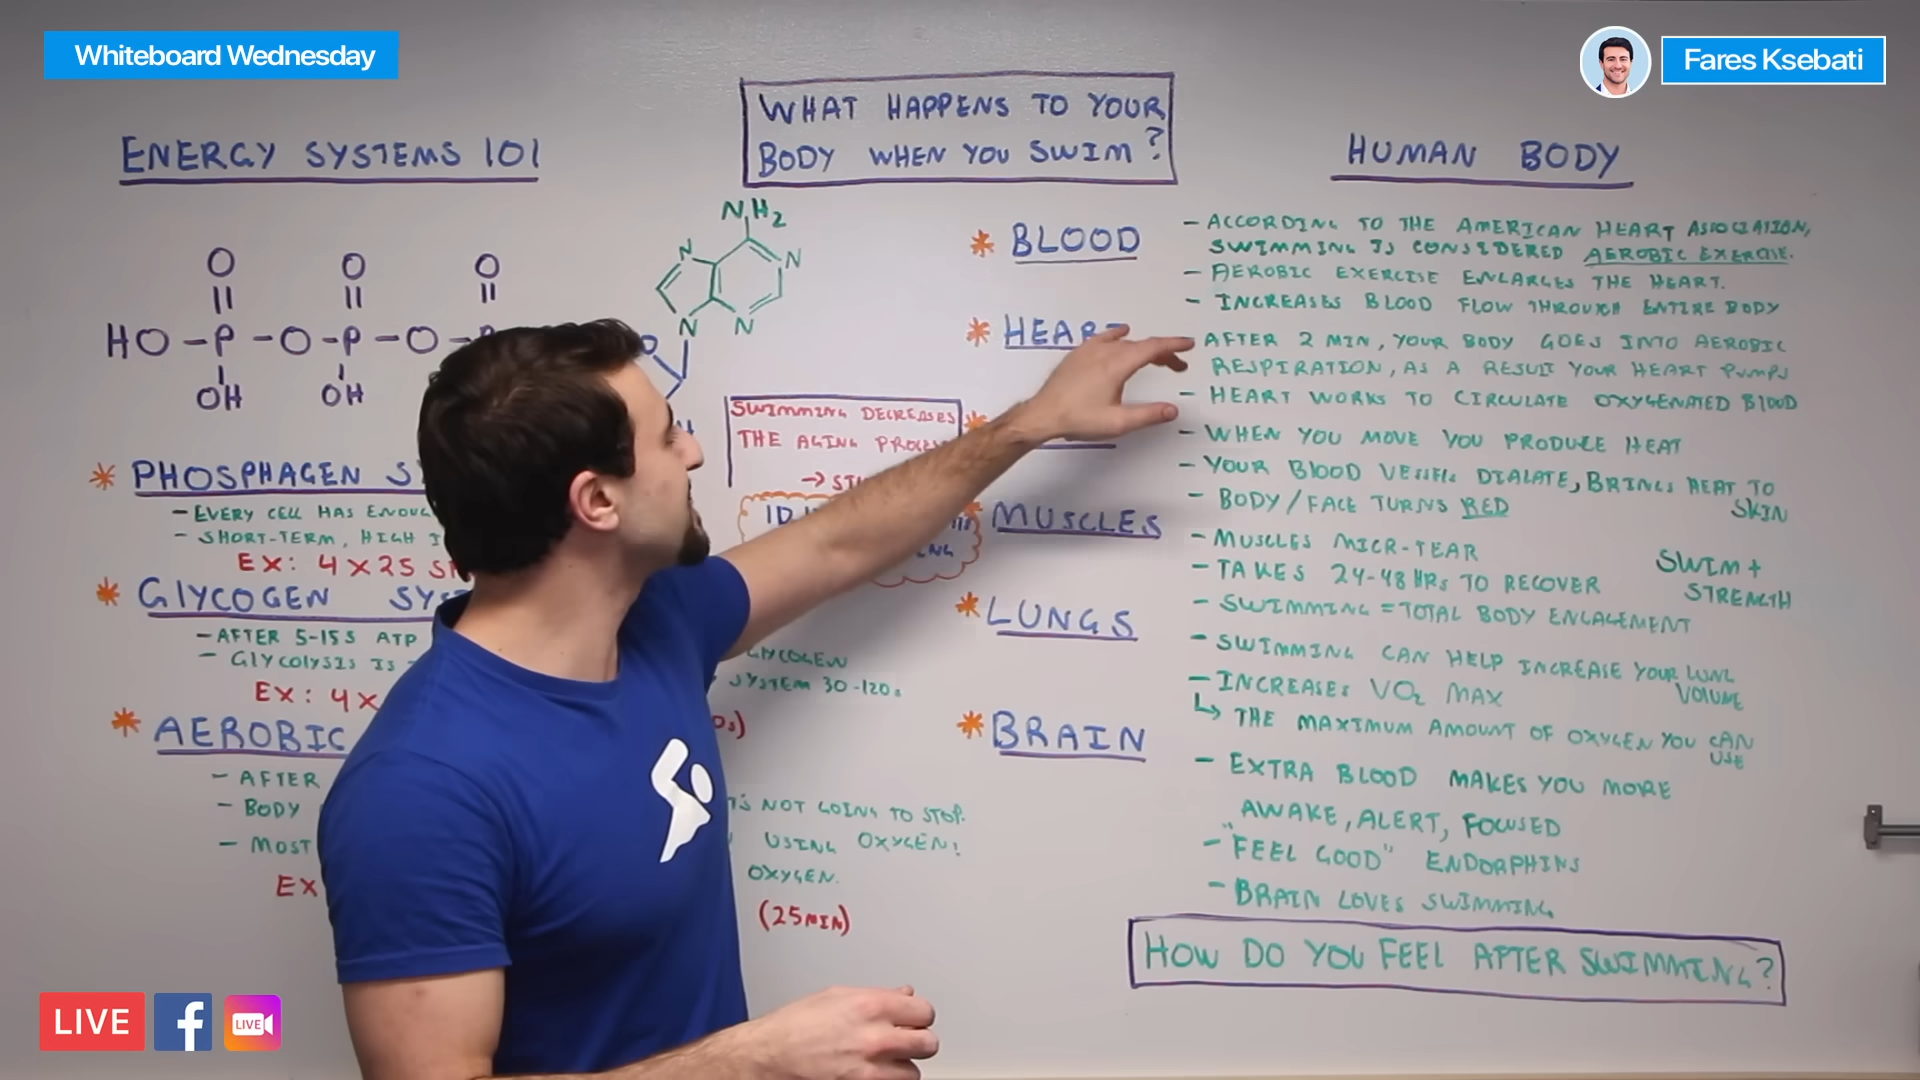 Whiteboard Wednesday
Fares Ksebati
WHAT HAPPENS TO YOUR
BODY WHEN YOU SWIM?
ENERGY SYSTEMS 101
O O O
HO-P-O-P-O-
OH OH
NH2
N N
N N
O
* PHOSPHAGEN
- EVERY CELL HAS
- SHORT-TERM, HIGH
EX: 4x25
* GLYCOGEN
- AFTER 5-15S ATP
- GLYCOLYSIS IS
EX: 4x
GLYCOGEN
SYSTEM 30-120s
* AEROBIC
- AFTER
- BODY
- MOST
EX
NOT GOING TO STOP.
USING OXYGEN!
OXYGEN.
(25MIN)
SWIMMING DECREASES
THE AGING
* BLOOD
* HEART
* MUSCLES
* LUNGS
* BRAIN
HUMAN BODY
- ACCORDING TO THE AMERICAN HEART ASSOCIATION,
SWIMMING IS CONSIDERED AEROBIC EXERCISE.
- AEROBIC EXERCISE ENLARGES THE HEART.
- INCREASES BLOOD FLOW THROUGH ENTIRE BODY
AFTER 2 MIN, YOUR BODY GOES INTO AEROBIC
RESPIRATION, AS A RESULT YOUR HEART PUMPS
- HEART WORKS TO CIRCULATE OXYGENATED BLOOD
- WHEN YOU MOVE YOU PRODUCE HEAT
- YOUR BLOOD VESSELS DIALATE, BRINGS HEAT TO
SKIN
- BODY/FACE TURNS RED
- MUSCLES MICR-TEAR
- TAKES 24-48 HRS TO RECOVER
SWIM +
STRENGTH
- SWIMMING = TOTAL BODY ENGAGEMENT
- SWIMMING CAN HELP INCREASE YOUR LUNG
VOLUME
- INCREASES VO2 MAX
↳ THE MAXIMUM AMOUNT OF OXYGEN YOU CAN
USE
- EXTRA BLOOD MAKES YOU MORE
AWAKE, ALERT, FOCUSED
- "FEEL GOOD" ENDORPHINS
- BRAIN LOVES SWIMMING
HOW DO YOU FEEL AFTER SWIMMING?
LIVE
LIVE